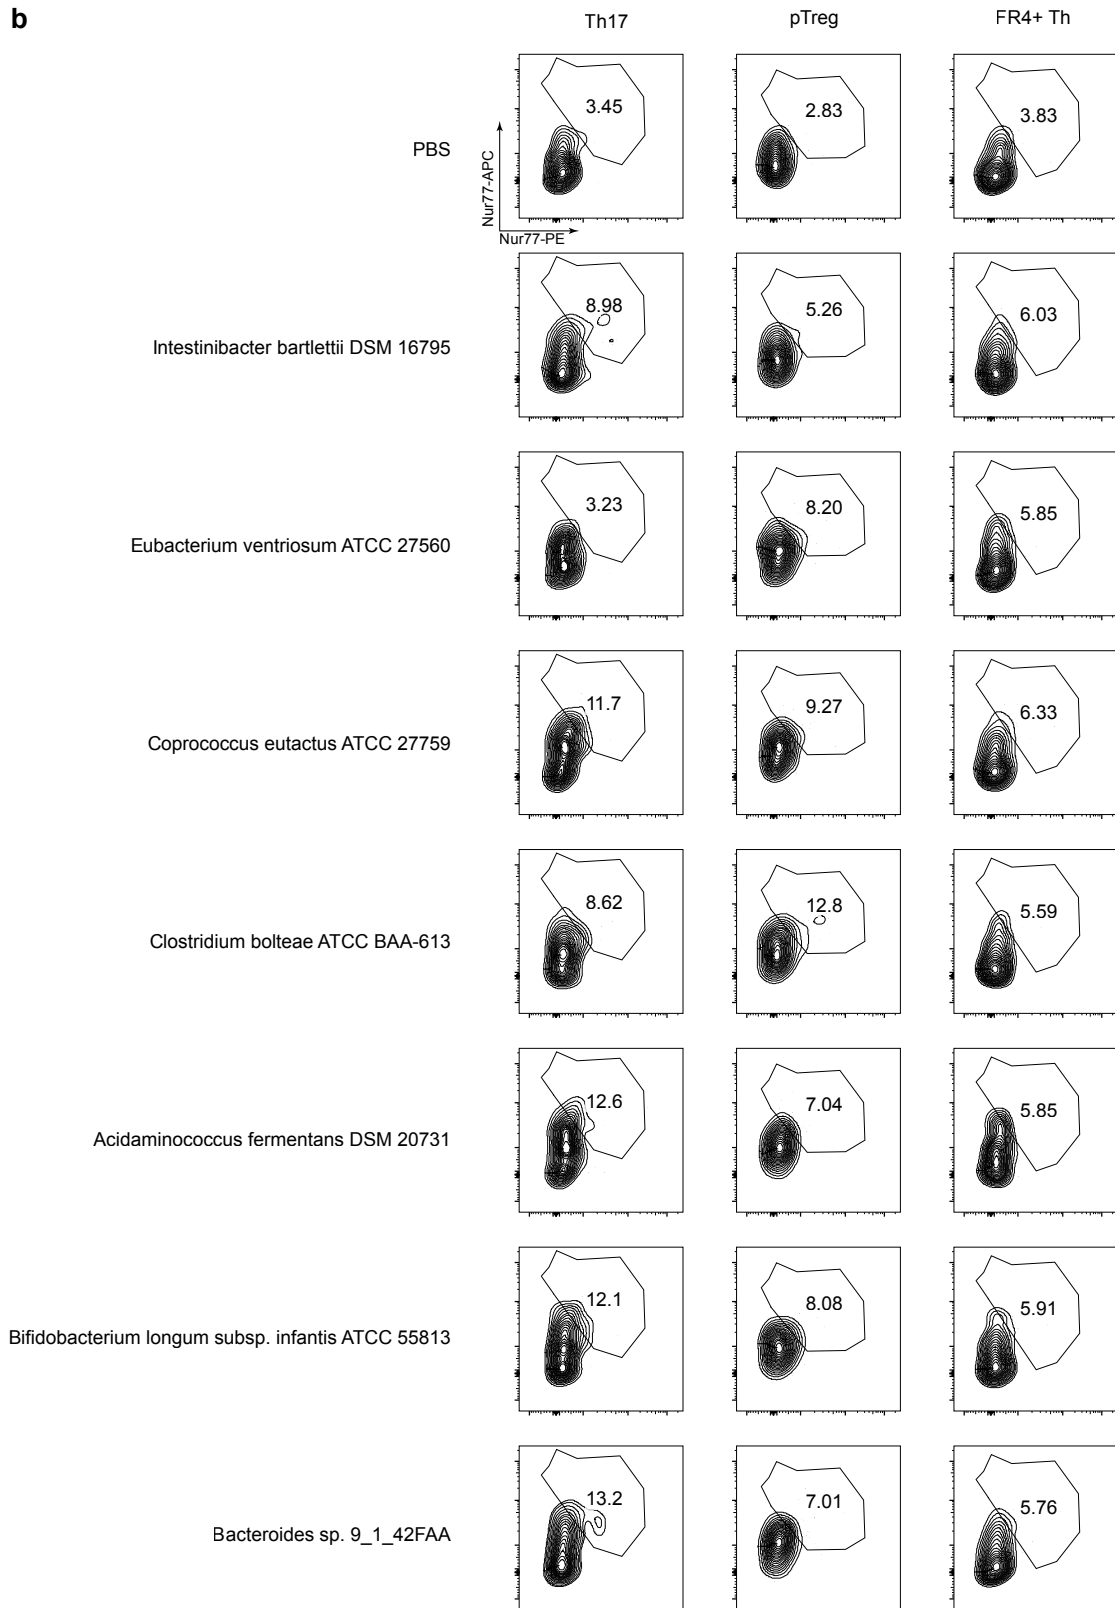 b
Th17 pTreg FR4+ Th
PBS 3.45 2.83 3.83
Nur77-APC
Nur77-PE
Intestinibacter bartlettii DSM 16795 8.98 5.26 6.03
Eubacterium ventriosum ATCC 27560 3.23 8.20 5.85
Coprococcus eutactus ATCC 27759 11.7 9.27 6.33
Clostridium bolteae ATCC BAA-613 8.62 12.8 5.59
Acidaminococcus fermentans DSM 20731 12.6 7.04 5.85
Bifidobacterium longum subsp. infantis ATCC 55813 12.1 8.08 5.91
Bacteroides sp. 9_1_42FAA 13.2 7.01 5.76